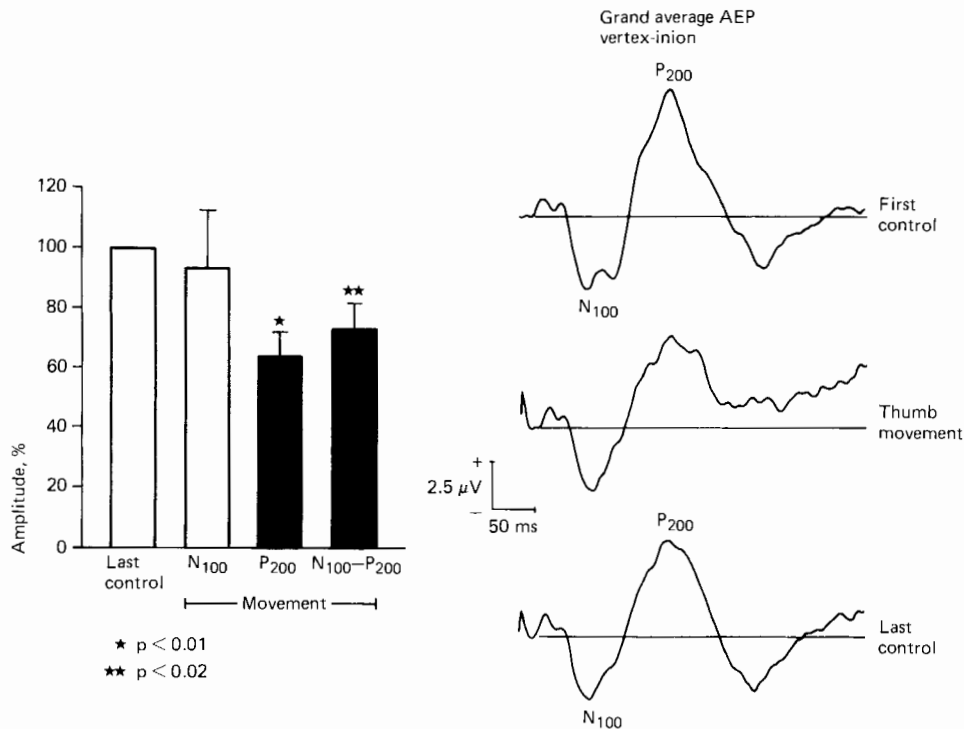 Grand average AEP
vertex-inion
P200
First
control
N100
Thumb
movement
+
2.5 µV
−
50 ms
P200
Last
control
N100
Amplitude, %
120
100
80
60
40
20
0
★
★★
Last
control
N100
P200
N100−P200
Movement
★ p < 0.01
★★ p < 0.02